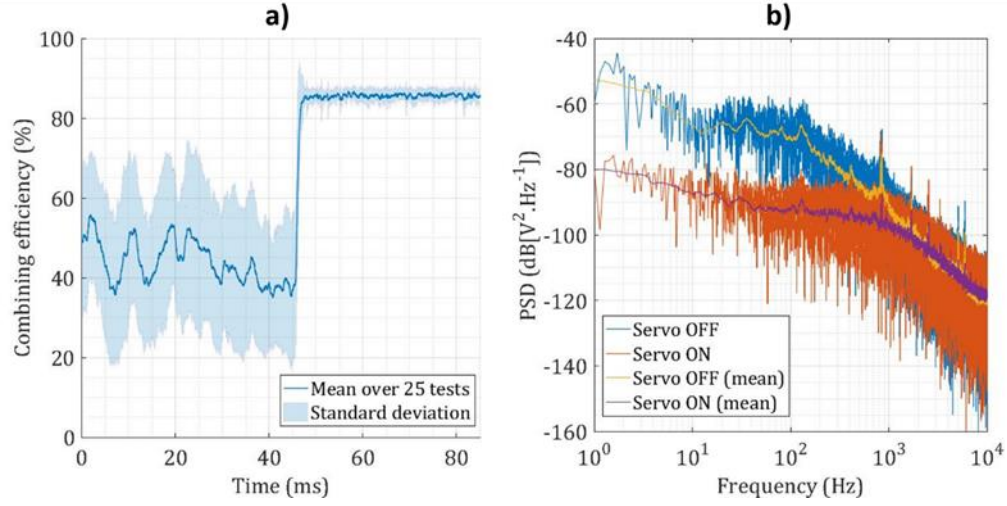 a)
100
80
60
40
20
0
Combining efficiency (%)
0 20 40 60 80
Time (ms)
Mean over 25 tests
Standard deviation
b)
-40
-60
-80
-100
-120
-140
-160
PSD (dB[V².Hz⁻¹])
10⁰ 10¹ 10² 10³ 10⁴
Frequency (Hz)
Servo OFF
Servo ON
Servo OFF (mean)
Servo ON (mean)